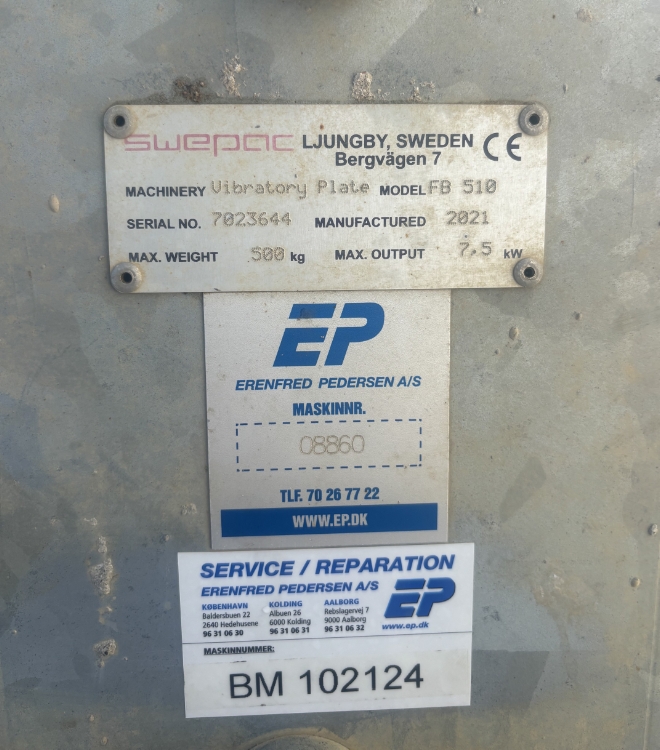 swepac LJUNGBY, SWEDEN CE
Bergvägen 7
MACHINERY Vibratory Plate MODEL FB 510
SERIAL NO. 7023644 MANUFACTURED 2021
MAX. WEIGHT 500 kg MAX. OUTPUT 7,5 kW
EP
ERENFRED PEDERSEN A/S
MASKINNR.
08860
TLF. 70 26 77 22
WWW.EP.DK
SERVICE / REPARATION
ERENFRED PEDERSEN A/S EP
KØBENHAVN KOLDING AALBORG
Baldersbuen 22 Albuen 26 Rebslagervej 7
2640 Hedehusene 6000 Kolding 9000 Aalborg
96 31 06 30 96 31 06 31 96 31 06 32 www.ep.dk
MASKINNUMMER:
BM 102124